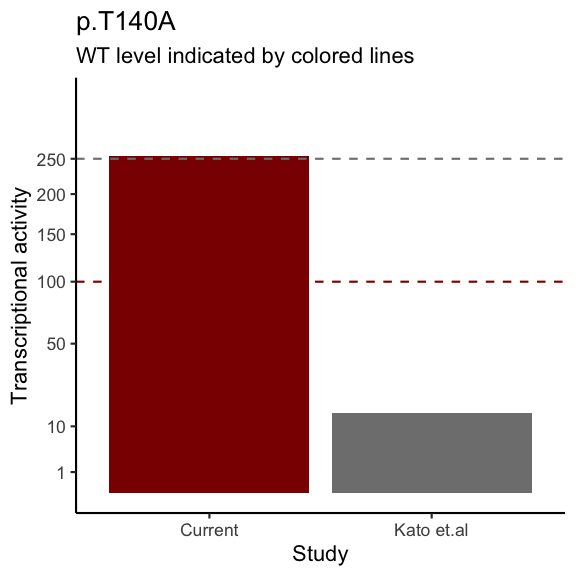 p.T140A
WT level indicated by colored lines
Transcriptional activity
250
200
150
100
50
10
1
Current
Kato et.al
Study